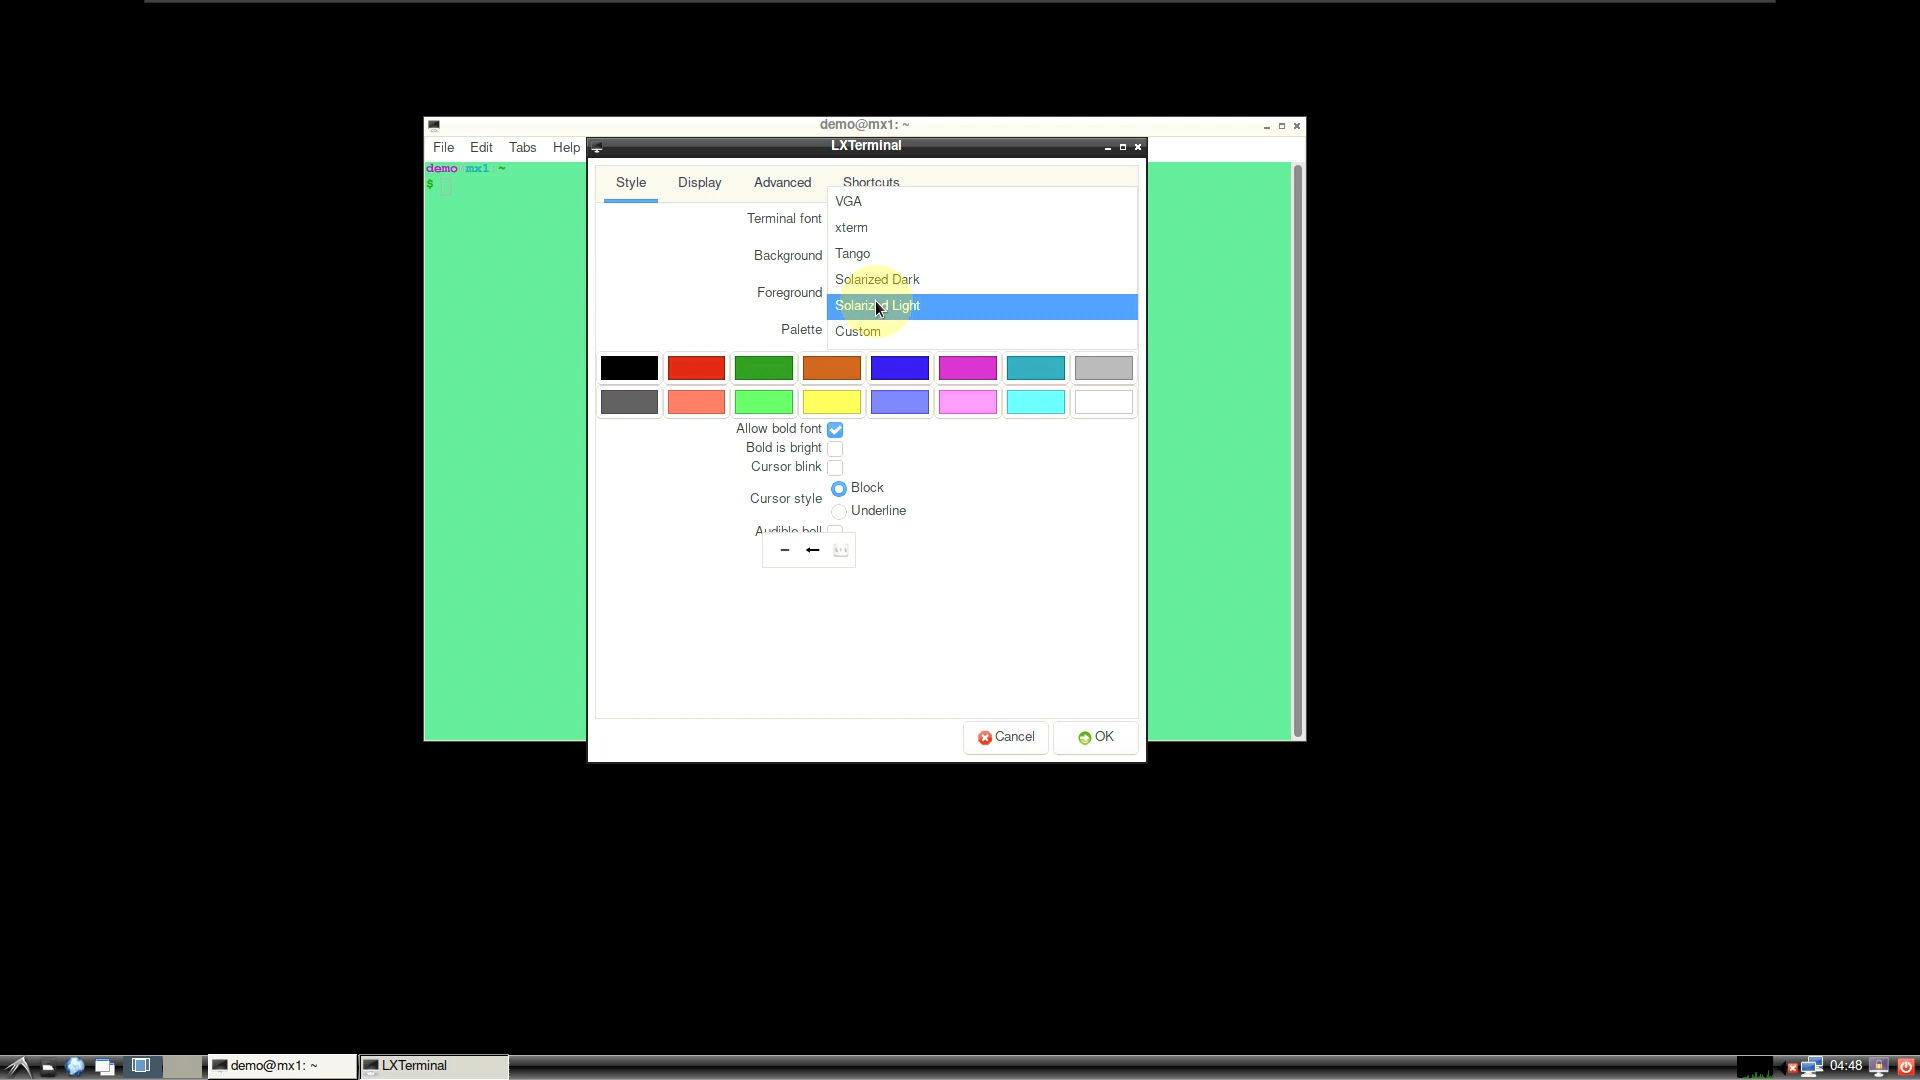 demo@mx1: ~
File Edit Tabs Help
LXTerminal
demo mx1 ~
$
Style Display Advanced Shortcuts
Terminal font
Background
Foreground
Palette
VGA
xterm
Tango
Solarized Dark
Solarized Light
Custom
Allow bold font
Bold is bright
Cursor blink
Cursor style
Block
Underline
Audible bell
Cancel OK
demo@mx1: ~
LXTerminal
04:48